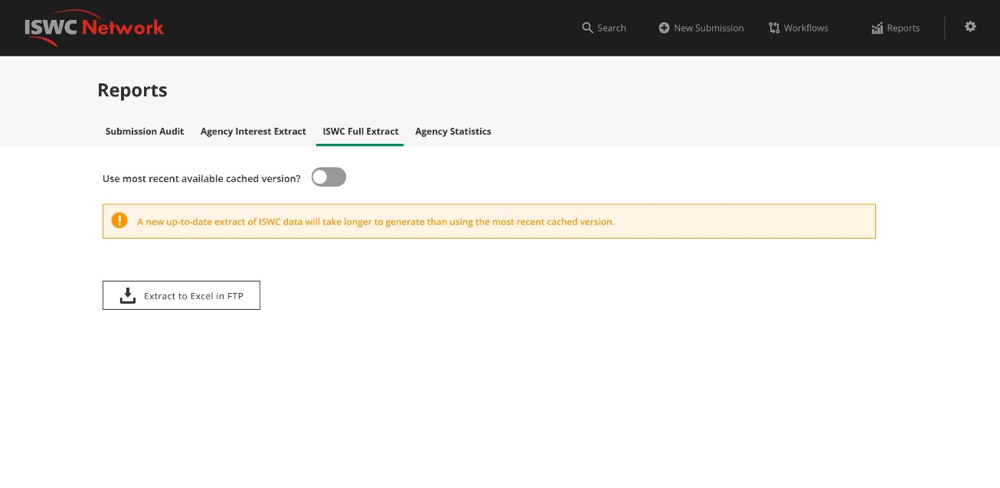 ISWC Network
Search
New Submission
Workflows
Reports
Reports
Submission Audit
Agency Interest Extract
ISWC Full Extract
Agency Statistics
Use most recent available cached version?
A new up-to-date extract of ISWC data will take longer to generate than using the most recent cached version.
Extract to Excel in FTP